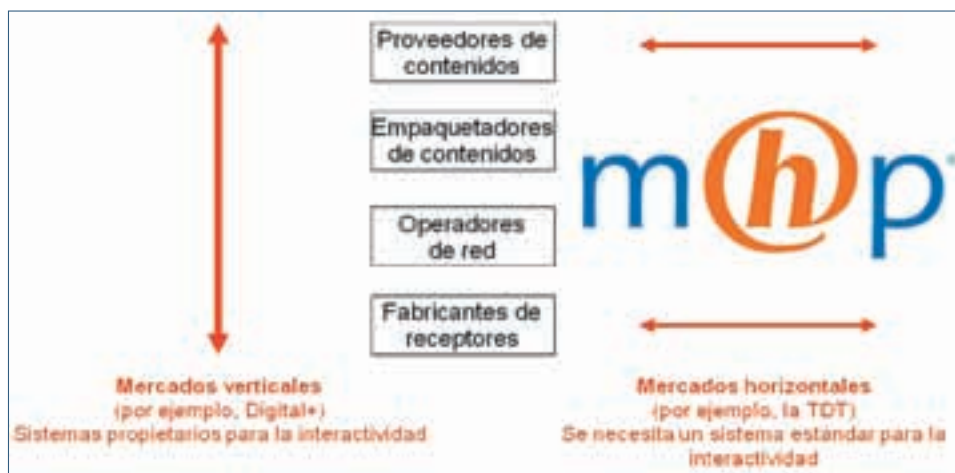 Proveedores de
contenidos
Empaquetadores
de contenidos
mhp
Operadores
de red
Fabricantes de
receptores
Mercados verticales
(por ejemplo, Digital+)
Sistemas propietarios para la interactividad
Mercados horizontales
(por ejemplo, la TDT)
Se necesita un sistema estándar para la
interactividad